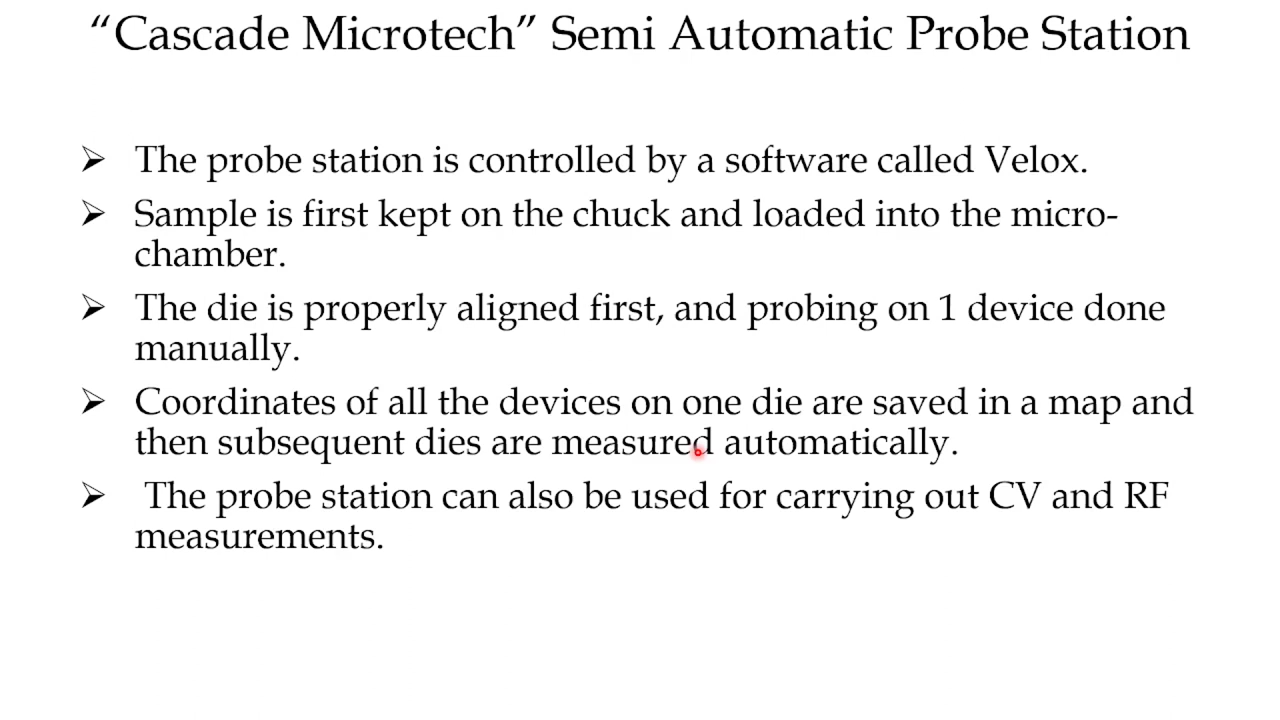 “Cascade Microtech” Semi Automatic Probe Station
➢ The probe station is controlled by a software called Velox.
➢ Sample is first kept on the chuck and loaded into the micro-
chamber.
➢ The die is properly aligned first, and probing on 1 device done
manually.
➢ Coordinates of all the devices on one die are saved in a map and
then subsequent dies are measured automatically.
➢ The probe station can also be used for carrying out CV and RF
measurements.